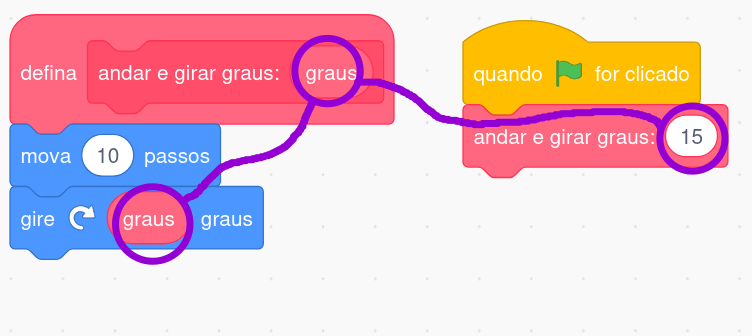 defina andar e girar graus: graus
mova 10 passos
gire graus graus
quando for clicado
andar e girar graus: 15